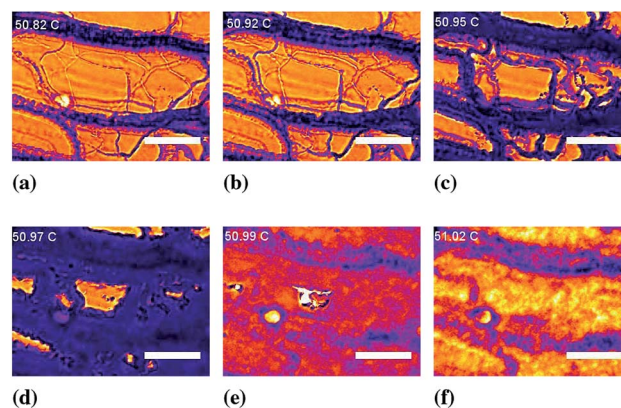 50.82 C
50.92 C
50.95 C
(a)
(b)
(c)
50.97 C
50.99 C
51.02 C
(d)
(e)
(f)